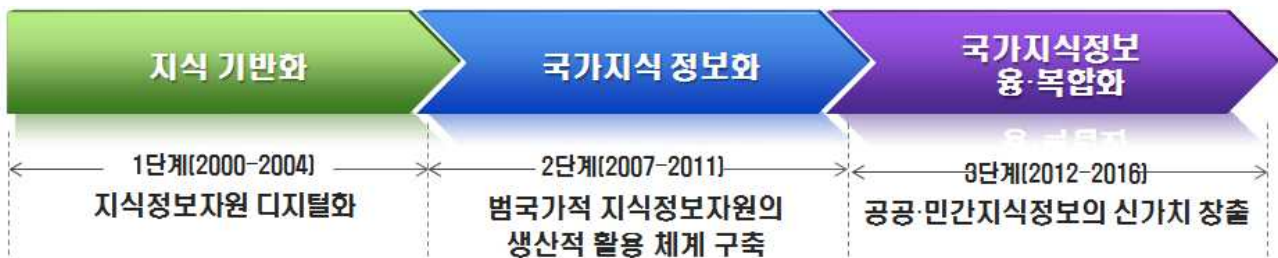 지식 기반화
국가지식 정보화
국가지식정보
융·복합화
1단계(2000-2004)
지식정보자원 디지털화
2단계(2007-2011)
범국가적 지식정보자원의
생산적 활용 체계 구축
3단계(2012-2016)
공공·민간지식정보의 신가치 창출